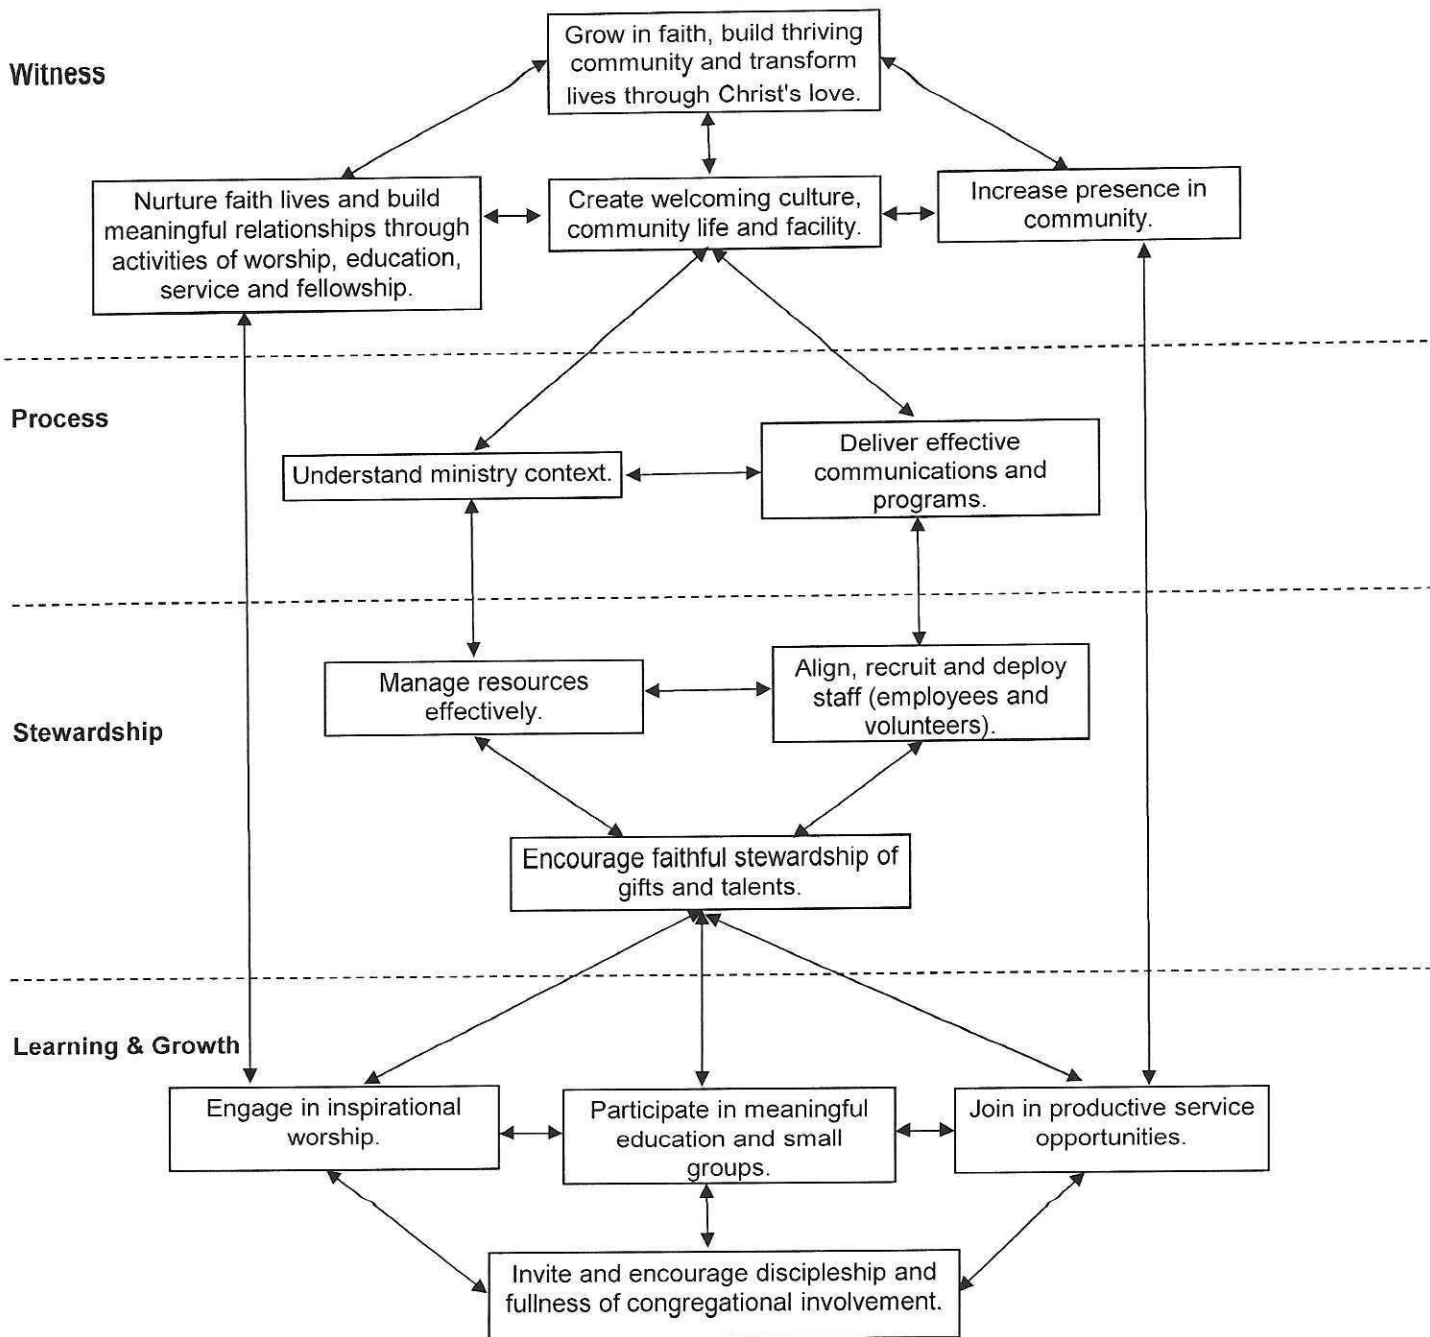 Witness
Grow in faith, build thriving
community and transform
lives through Christ's love.
Nurture faith lives and build
meaningful relationships through
activities of worship, education,
service and fellowship.
Create welcoming culture,
community life and facility.
Increase presence in
community.
Process
Understand ministry context.
Deliver effective
communications and
programs.
Stewardship
Manage resources
effectively.
Align, recruit and deploy
staff (employees and
volunteers).
Encourage faithful stewardship of
gifts and talents.
Learning & Growth
Engage in inspirational
worship.
Participate in meaningful
education and small
groups.
Join in productive service
opportunities.
Invite and encourage discipleship and
fullness of congregational involvement.